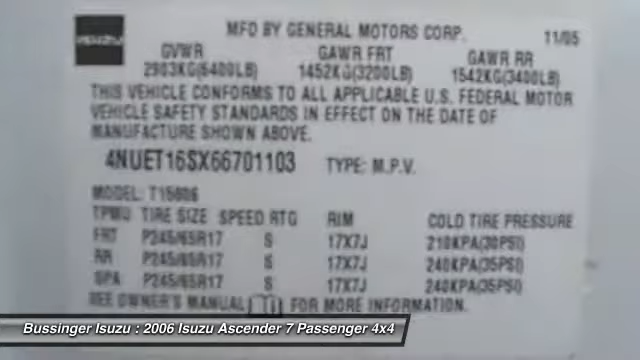 ISUZU
MFD BY GENERAL MOTORS CORP. 11/05
GVWR GAWR FRT GAWR RR
2903KG(6400LB) 1452KG(3200LB) 1542KG(3400LB)
THIS VEHICLE CONFORMS TO ALL APPLICABLE U.S. FEDERAL MOTOR
VEHICLE SAFETY STANDARDS IN EFFECT ON THE DATE OF
MANUFACTURE SHOWN ABOVE.
4NUET16SX66701103 TYPE: M.P.V.
MODEL: T15806
TPMU TIRE SIZE SPEED RTG RIM COLD TIRE PRESSURE
FRT P245/65R17 S 17X7J 210KPA(30PSI)
RR P245/65R17 S 17X7J 240KPA(35PSI)
SPA P245/65R17 S 17X7J 240KPA(35PSI)
SEE OWNER'S MANUAL FOR MORE INFORMATION.
Bussinger Isuzu : 2006 Isuzu Ascender 7 Passenger 4x4